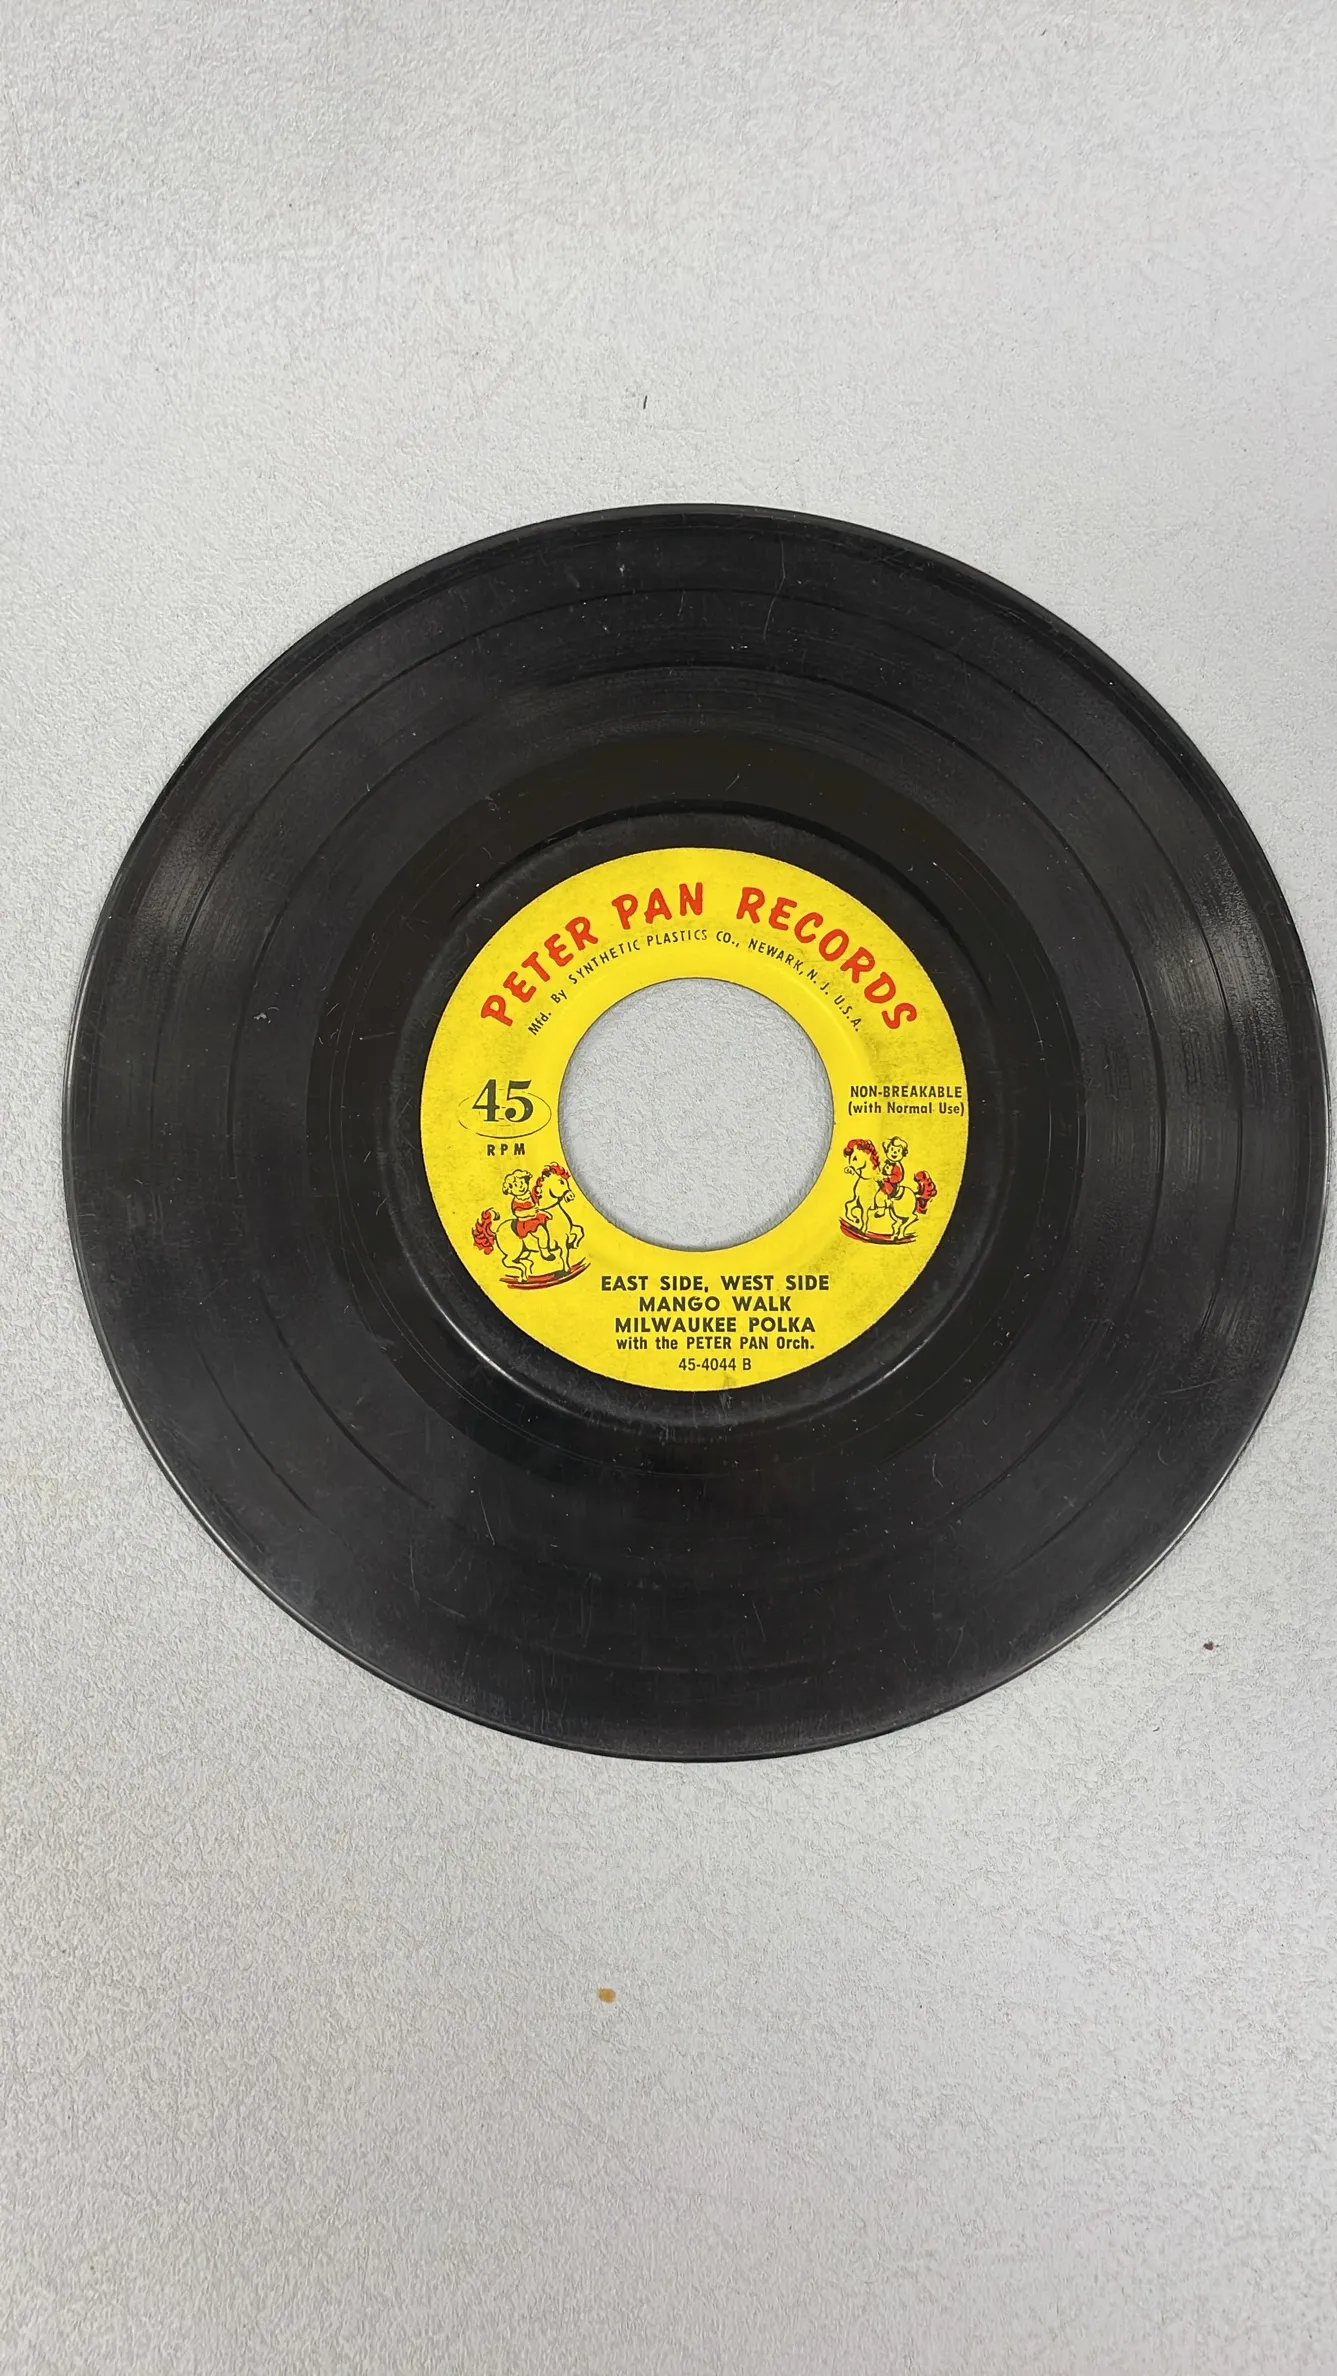 PETER PAN RECORDS
Mfd. By SYNTHETIC PLASTICS CO., NEWARK, N. J. U.S.A.
45
RPM
NON-BREAKABLE
(with Normal Use)
EAST SIDE, WEST SIDE
MANGO WALK
MILWAUKEE POLKA
with the PETER PAN Orch.
45-4044 B